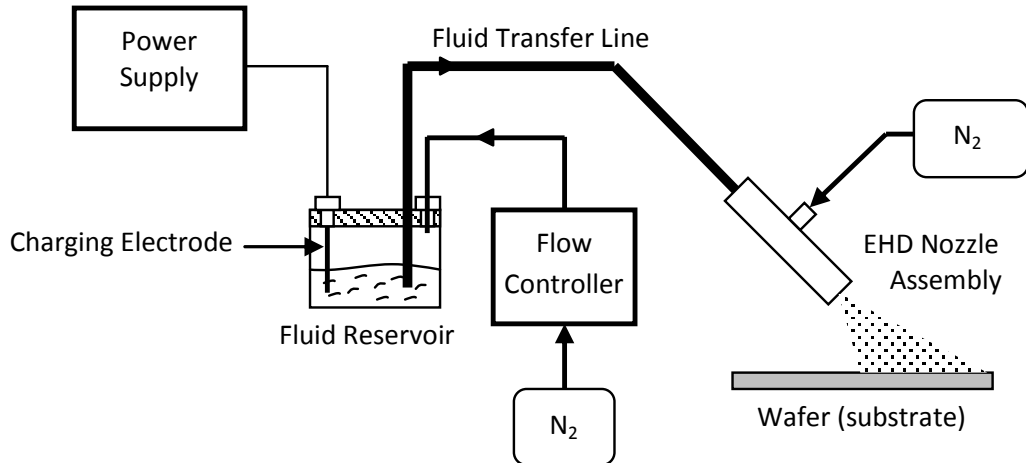 Power
Supply
Fluid Transfer Line
N₂
Charging Electrode
Flow
Controller
EHD Nozzle
Assembly
Fluid Reservoir
N₂
Wafer (substrate)